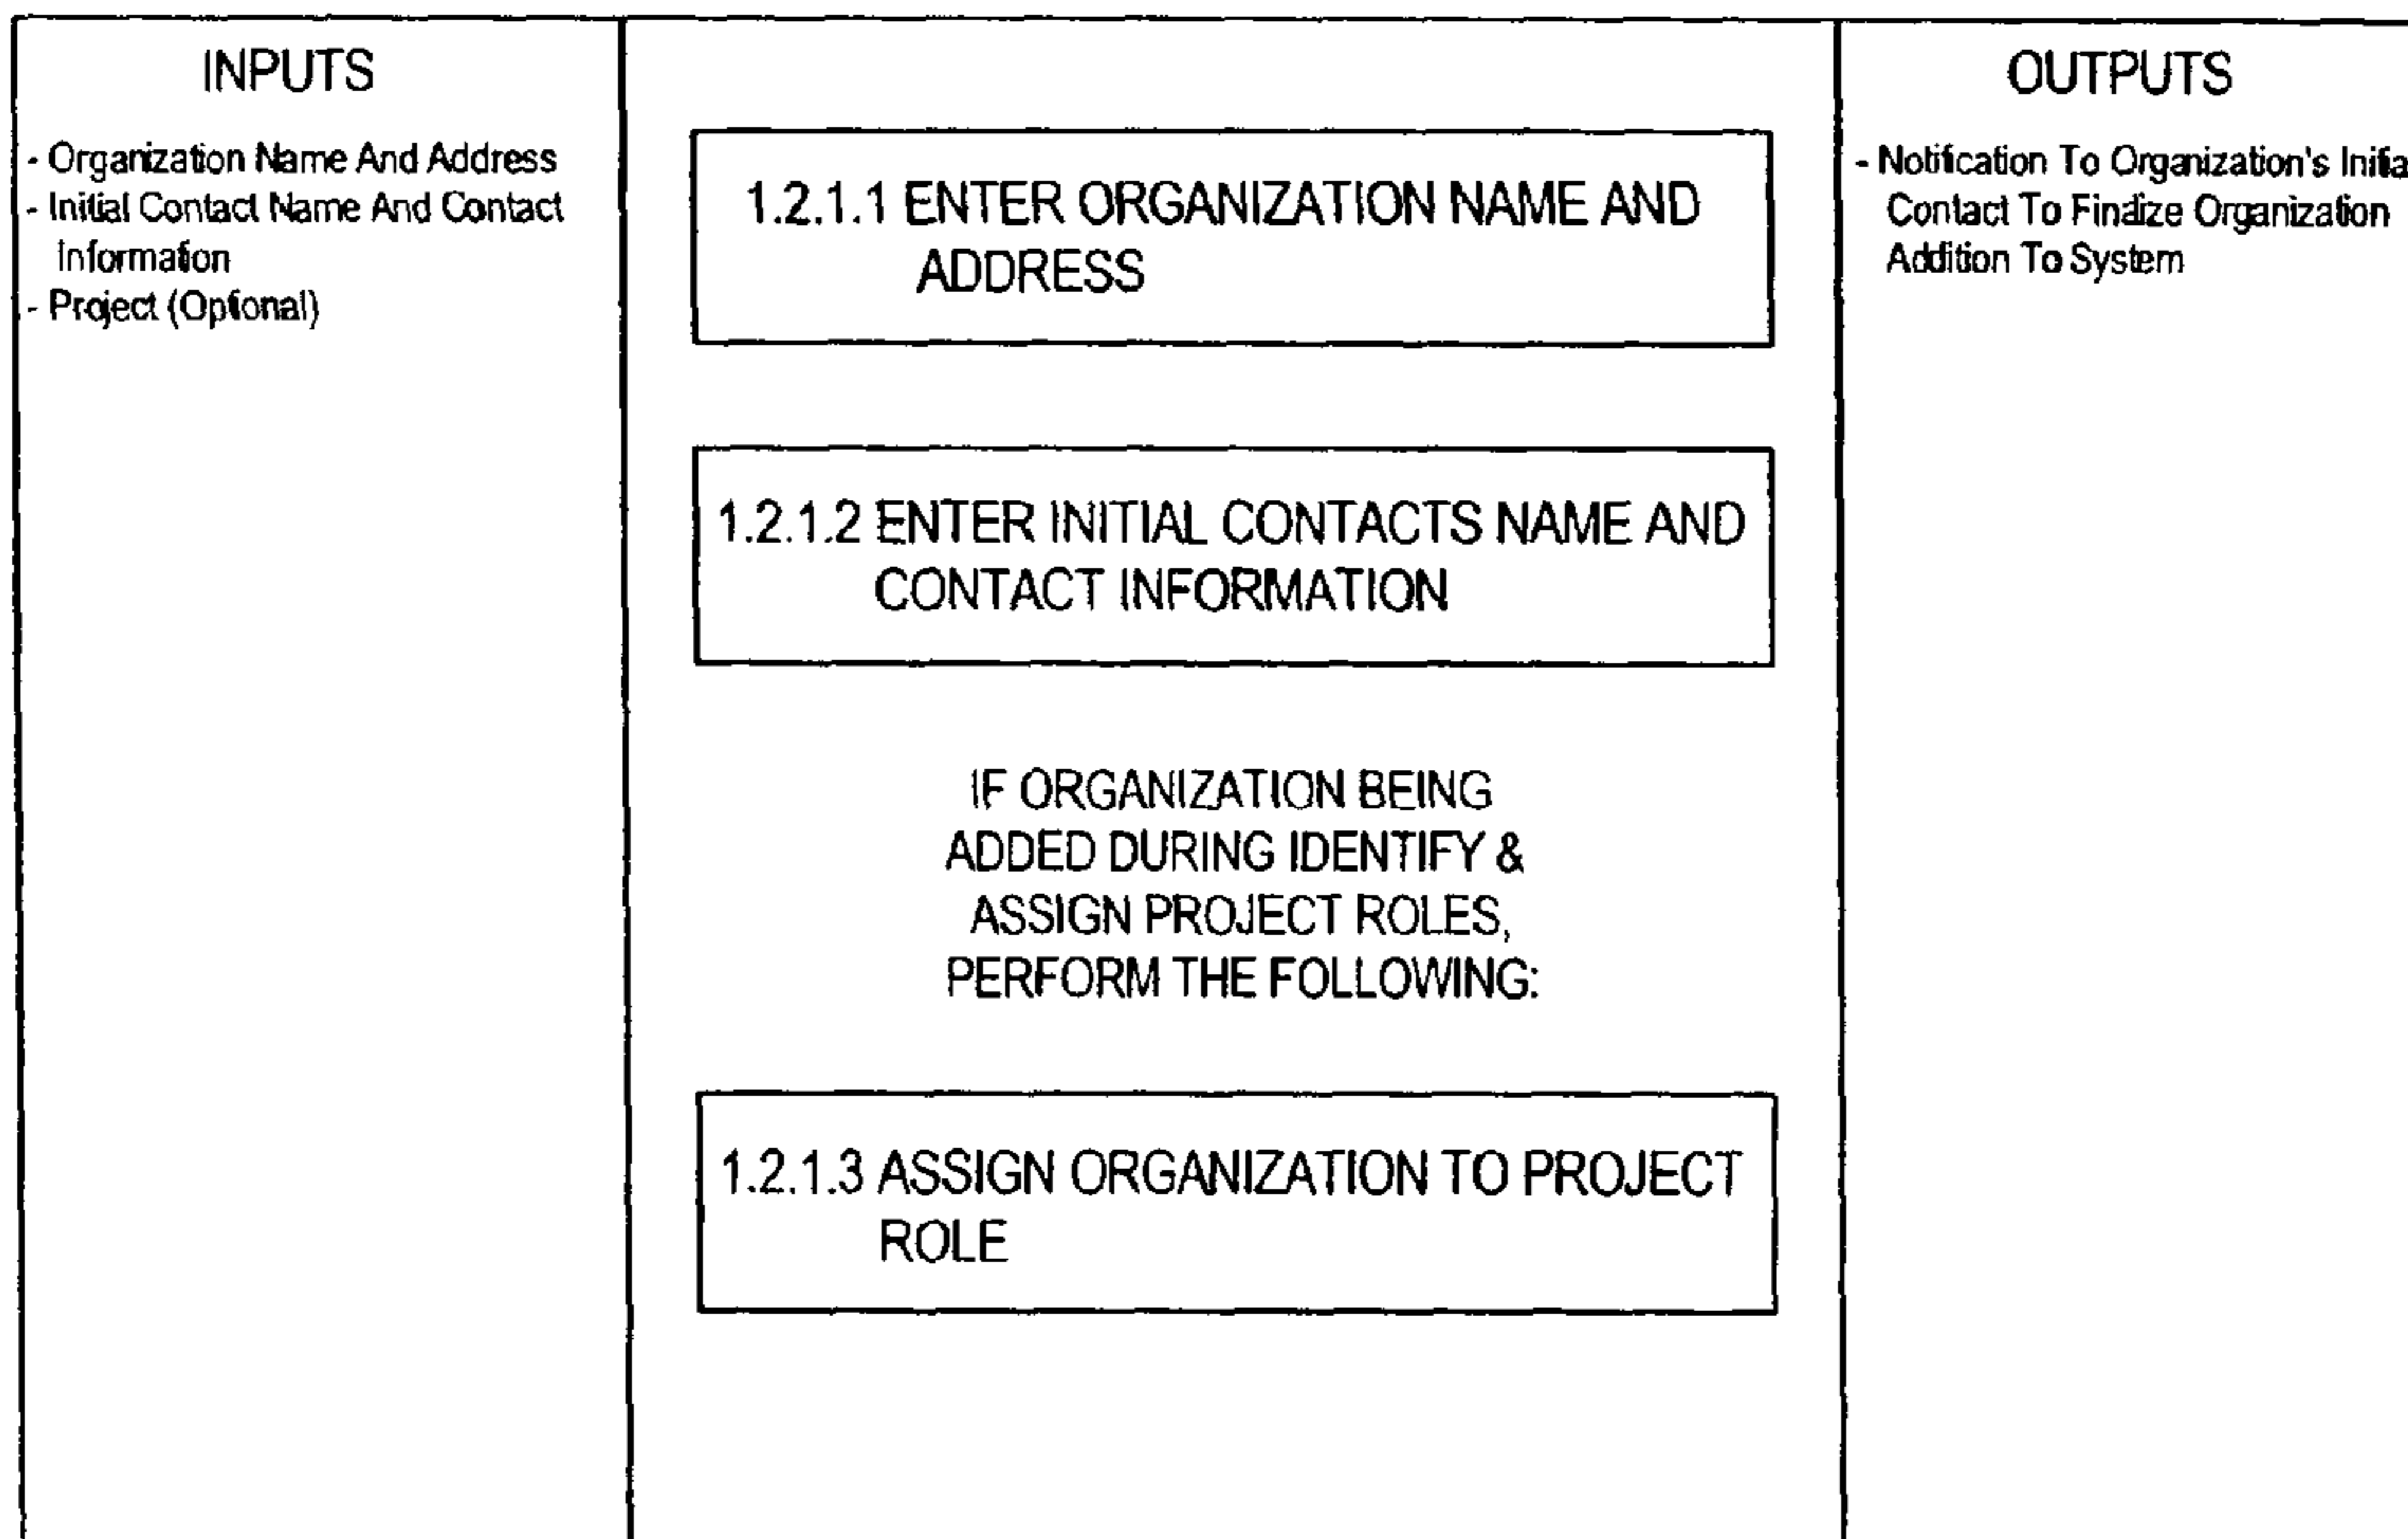 INPUTS
- Organization Name And Address
- Initial Contact Name And Contact
Information
- Project (Optional)
1.2.1.1 ENTER ORGANIZATION NAME AND
ADDRESS
1.2.1.2 ENTER INITIAL CONTACTS NAME AND
CONTACT INFORMATION
IF ORGANIZATION BEING
ADDED DURING IDENTIFY &
ASSIGN PROJECT ROLES,
PERFORM THE FOLLOWING:
1.2.1.3 ASSIGN ORGANIZATION TO PROJECT
ROLE
OUTPUTS
- Notification To Organization's Initia
Contact To Finalize Organization
Addition To System